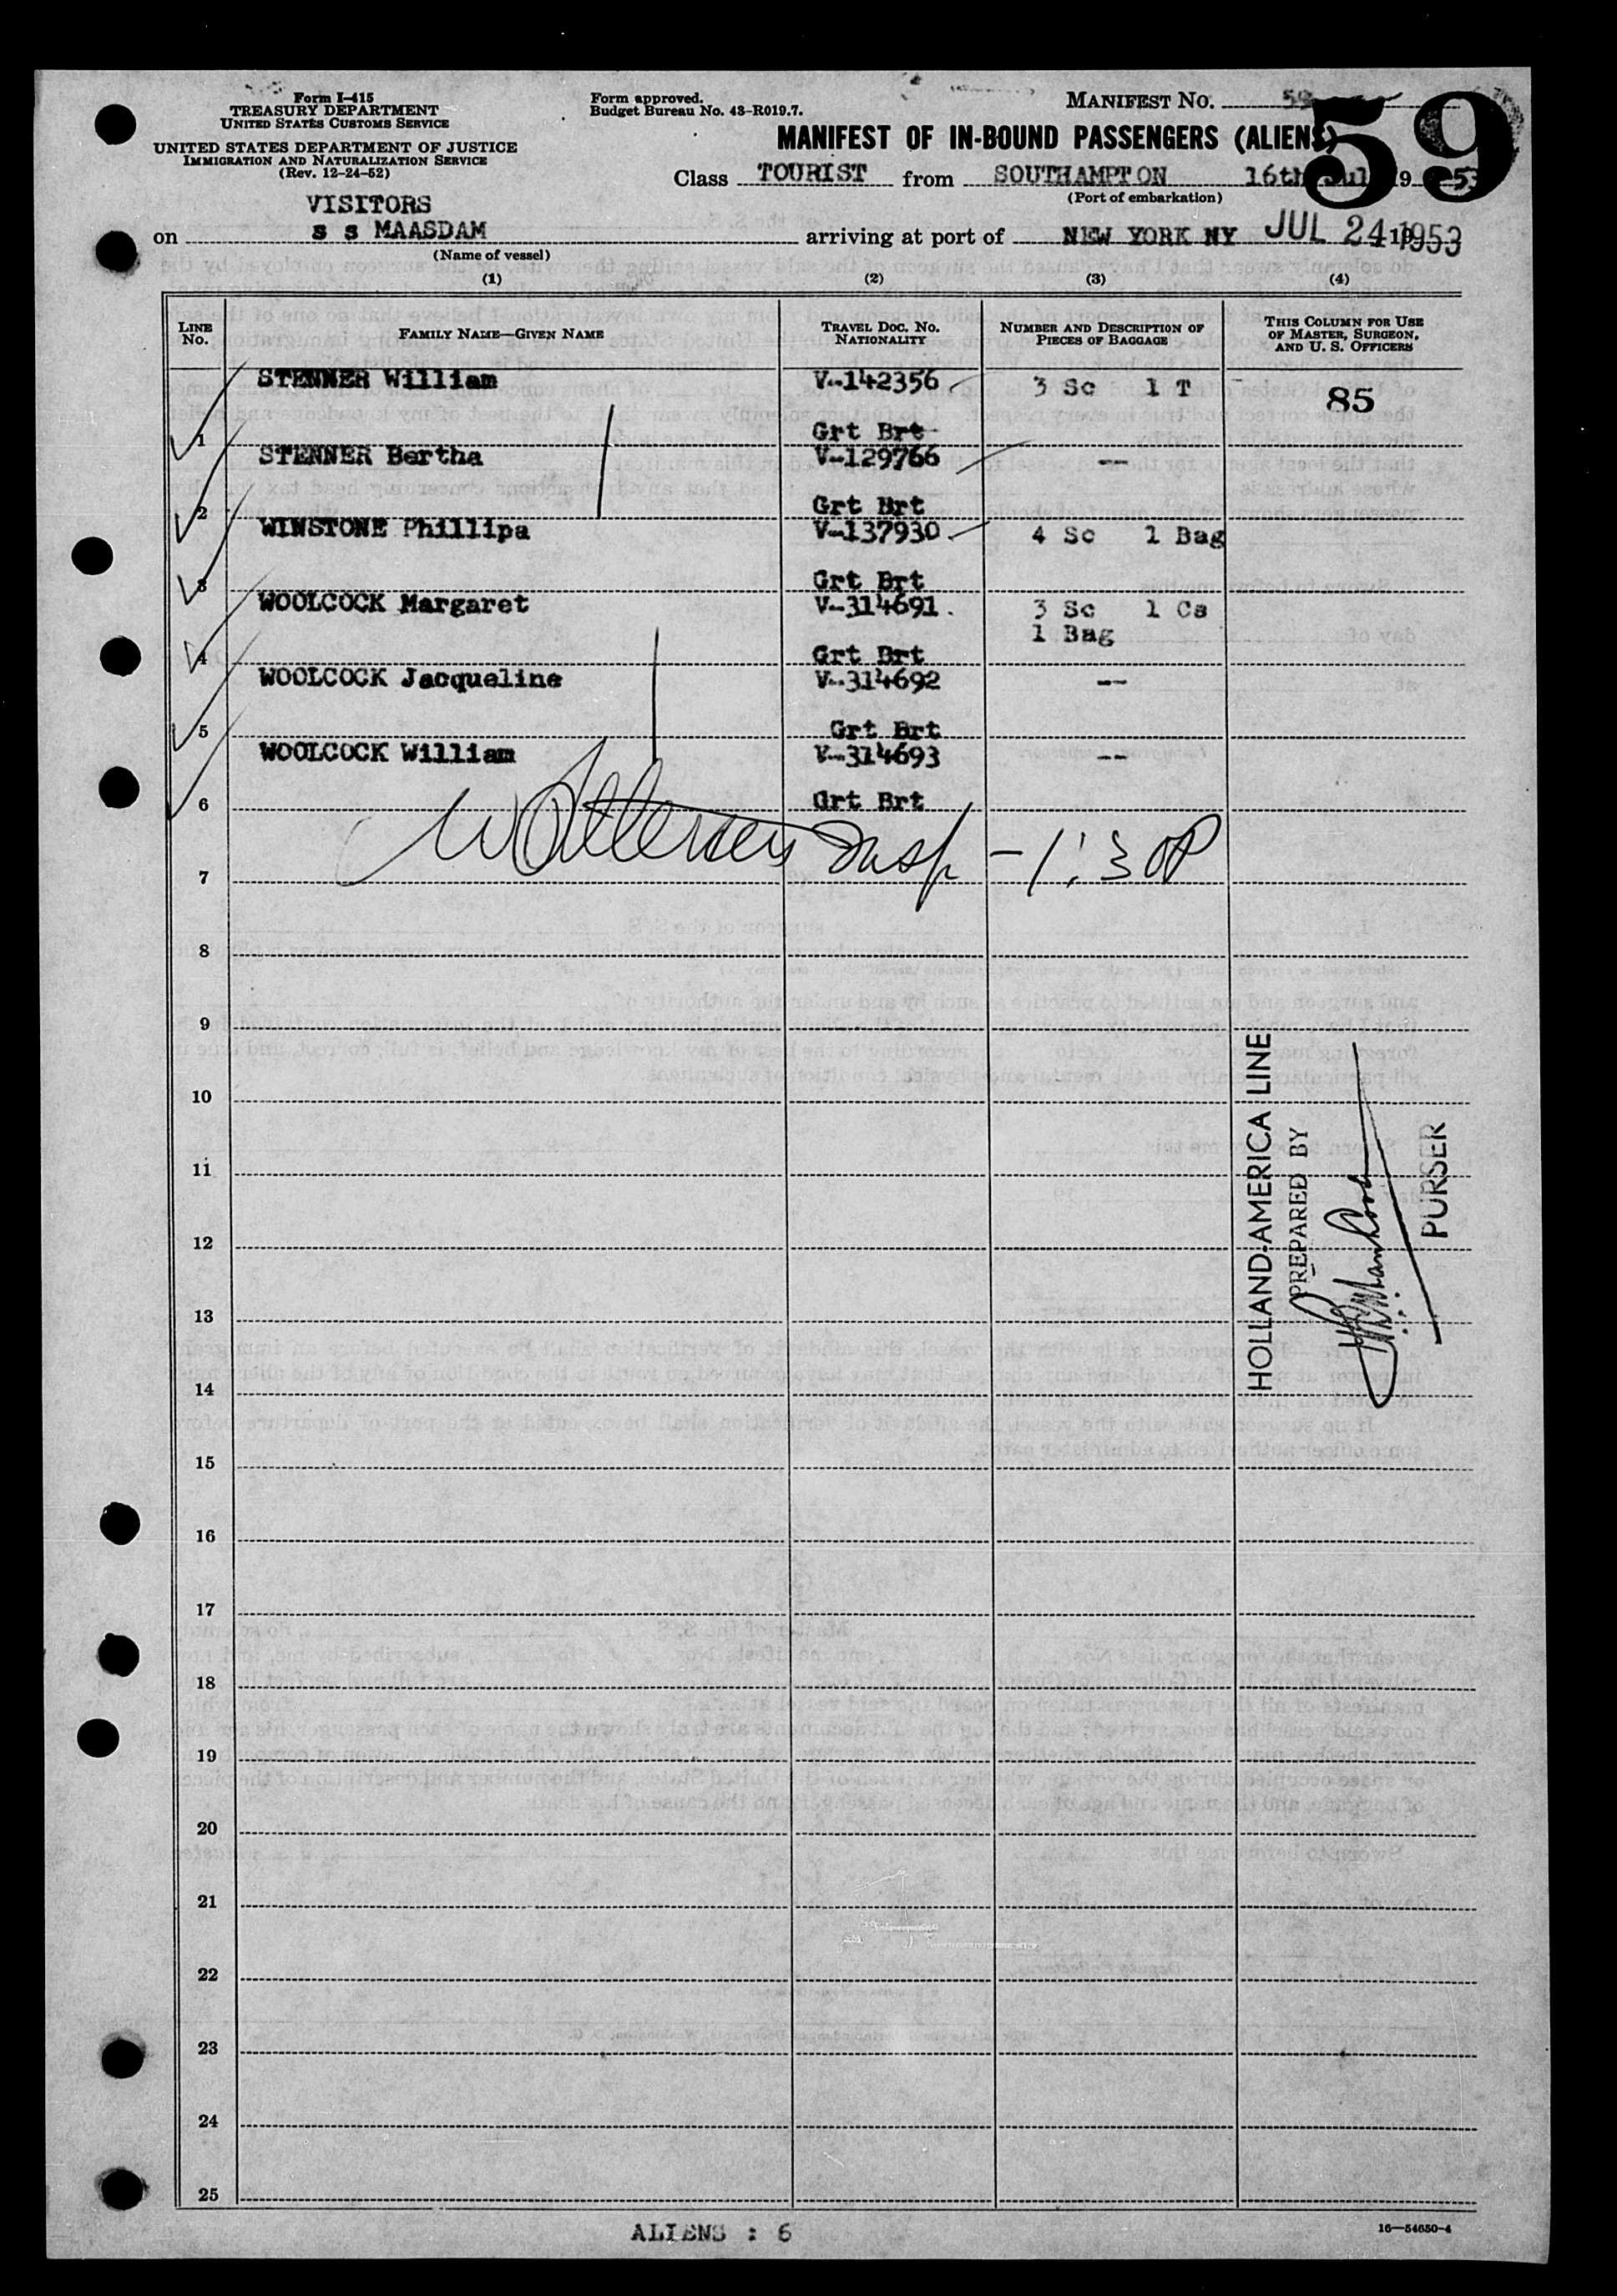 Form I-415
TREASURY DEPARTMENT
UNITED STATES CUSTOMS SERVICE
UNITED STATES DEPARTMENT OF JUSTICE
IMMIGRATION AND NATURALIZATION SERVICE
(Rev. 12-24-52)
Form approved.
Budget Bureau No. 43-R019.7.
MANIFEST No. 59
59
MANIFEST OF IN-BOUND PASSENGERS (ALIENS)
Class TOURIST from SOUTHAMPTON 16th Jul 1953
(Port of embarkation)
VISITORS
on s s MAASDAM arriving at port of NEW YORK NY JUL 24 1953
(Name of vessel)
(1) (2) (3) (4)
LINE No. FAMILY NAME—GIVEN NAME TRAVEL DOC. NO. NATIONALITY NUMBER AND DESCRIPTION OF PIECES OF BAGGAGE THIS COLUMN FOR USE OF MASTER, SURGEON, AND U. S. OFFICERS
STENNER William V-142356 3 Sc 1 T 85
1 Grt Brt
STENNER Bertha V-129766 --
2 Grt Brt
WINSTONE Phillipa V-137930 4 Sc 1 Bag
3 Grt Brt
WOOLCOCK Margaret V-314691 3 Sc 1 Cs
1 Bag
4 Grt Brt
WOOLCOCK Jacqueline V-314692 --
5 Grt Brt
WOOLCOCK William V-314693 --
6 Grt Brt
Insp - 1:30P
7
8
9
10
11
12
13
14
15
16
17
18
19
20
21
22
23
24
25
HOLLAND-AMERICA LINE
PREPARED BY
PURSER
ALIENS : 6
16—54650-4